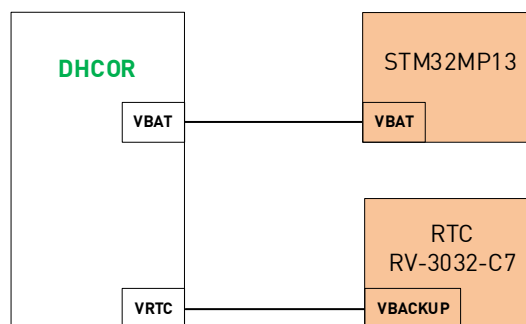 DHCOR
STM32MP13
VBAT
VBAT
RTC
RV-3032-C7
VRTC
VBACKUP